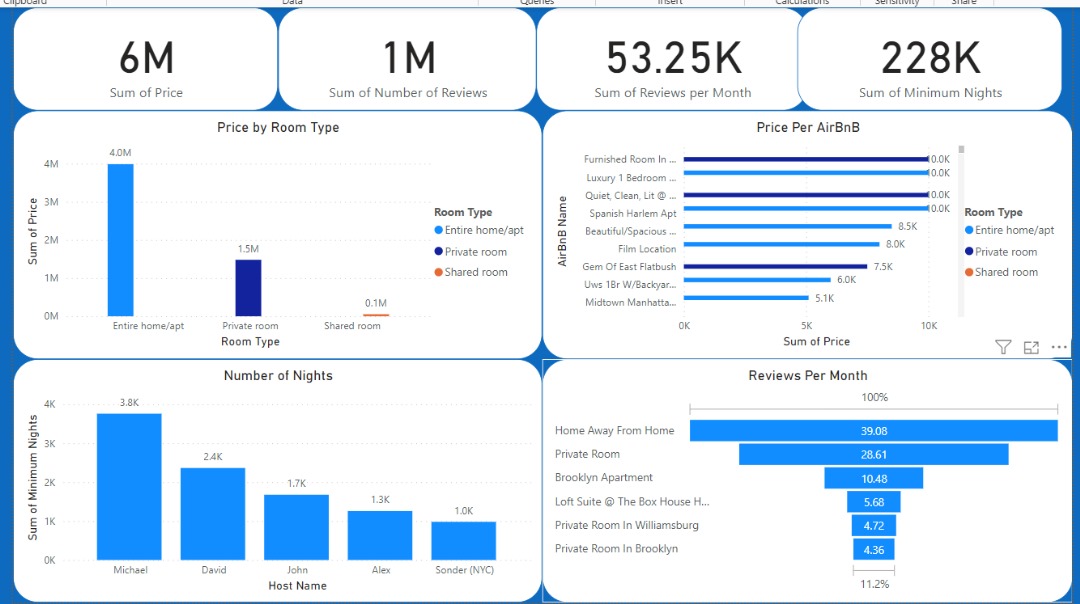 Clipboard Data Queries Insert Calculations Sensitivity Share
6M 1M 53.25K 228K
Sum of Price Sum of Number of Reviews Sum of Reviews per Month Sum of Minimum Nights
Price by Room Type
4.0M
4M
3M
2M
1M
0M
1.5M
0.1M
Sum of Price
Entire home/apt Private room Shared room
Room Type
Room Type
Entire home/apt
Private room
Shared room
Price Per AirBnB
AirBnB Name
Furnished Room In ... 0.0K
Luxury 1 Bedroom ... 0.0K
Quiet, Clean, Lit @ ... 0.0K
Spanish Harlem Apt 0.0K
Beautiful/Spacious ... 8.5K
Film Location 8.0K
Gem Of East Flatbush 7.5K
Uws 1Br W/Backyar... 6.0K
Midtown Manhatta... 5.1K
0K 5K 10K
Sum of Price
Room Type
Entire home/apt
Private room
Shared room
Number of Nights
Sum of Minimum Nights
4K
3K
2K
1K
0K
3.8K 2.4K 1.7K 1.3K 1.0K
Michael David John Alex Sonder (NYC)
Host Name
Reviews Per Month
100%
Home Away From Home 39.08
Private Room 28.61
Brooklyn Apartment 10.48
Loft Suite @ The Box House H... 5.68
Private Room In Williamsburg 4.72
Private Room In Brooklyn 4.36
11.2%